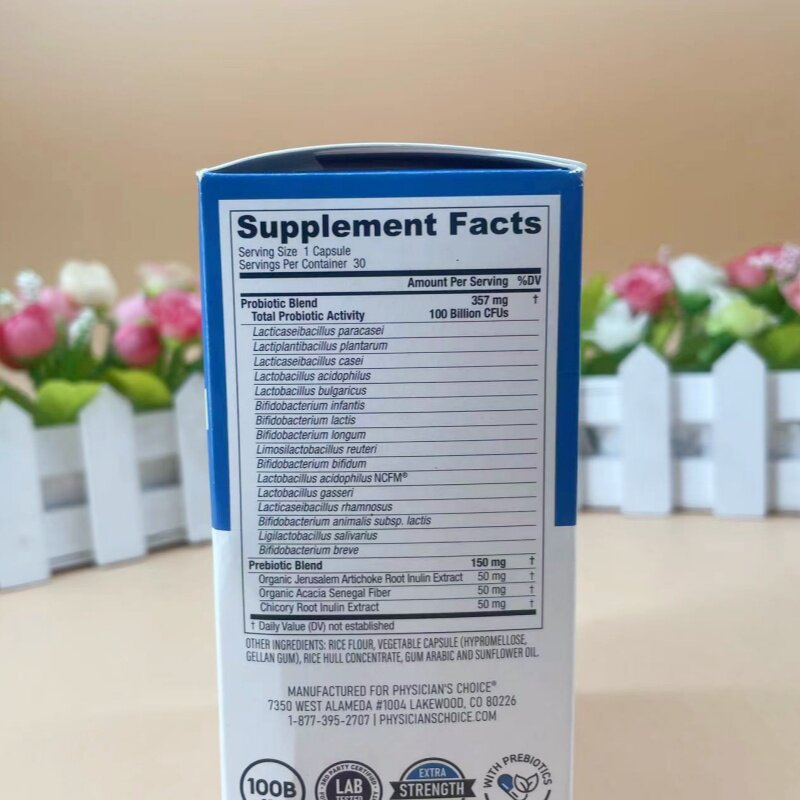 Supplement Facts
Serving Size 1 Capsule
Servings Per Container 30
Amount Per Serving %DV
Probiotic Blend 357 mg †
Total Probiotic Activity 100 Billion CFUs
Lacticaseibacillus paracasei
Lactiplantibacillus plantarum
Lacticaseibacillus casei
Lactobacillus acidophilus
Lactobacillus bulgaricus
Bifidobacterium infantis
Bifidobacterium lactis
Bifidobacterium longum
Limosilactobacillus reuteri
Bifidobacterium bifidum
Lactobacillus acidophilus NCFM®
Lactobacillus gasseri
Lacticaseibacillus rhamnosus
Bifidobacterium animalis subsp. lactis
Ligilactobacillus salivarius
Bifidobacterium breve
Prebiotic Blend 150 mg †
Organic Jerusalem Artichoke Root Inulin Extract 50 mg †
Organic Acacia Senegal Fiber 50 mg †
Chicory Root Inulin Extract 50 mg †
† Daily Value (DV) not established
OTHER INGREDIENTS: RICE FLOUR, VEGETABLE CAPSULE (HYPROMELLOSE,
GELLAN GUM), RICE HULL CONCENTRATE, GUM ARABIC AND SUNFLOWER OIL.
MANUFACTURED FOR PHYSICIAN'S CHOICE®
7350 WEST ALAMEDA #1004 LAKEWOOD, CO 80226
1-877-395-2707 | PHYSICIANSCHOICE.COM
100B
3RD PARTY CERTIFIED
LAB
EXTRA
STRENGTH
WITH PREBIOTICS